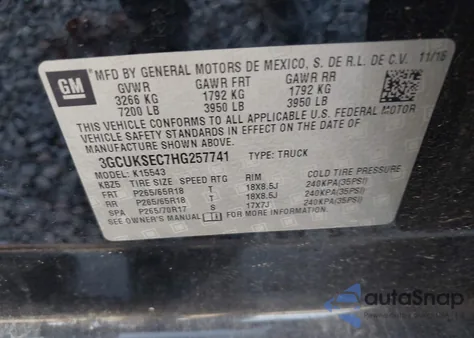 GM
MFD BY GENERAL MOTORS DE MEXICO, S. DE R.L. DE C.V. 11/16
GVWR GAWR FRT GAWR RR
3266 KG 1792 KG 1792 KG
7200 LB 3950 LB 3950 LB
THIS VEHICLE CONFORMS TO ALL APPLICABLE U.S. FEDERAL MOTOR
VEHICLE SAFETY STANDARDS IN EFFECT ON THE DATE OF
MANUFACTURE SHOWN ABOVE.
3GCUKSEC7HG257741 TYPE: TRUCK
MODEL: K15543
KBZ5 TIRE SIZE SPEED RTG RIM COLD TIRE PRESSURE
FRT P265/65R18 T 18X8.5J 240KPA(35PSI)
RR P265/65R18 T 18X8.5J 240KPA(35PSI)
SPA P265/70R17 S 17X7J 240KPA(35PSI)
SEE OWNER'S MANUAL
autoSnap